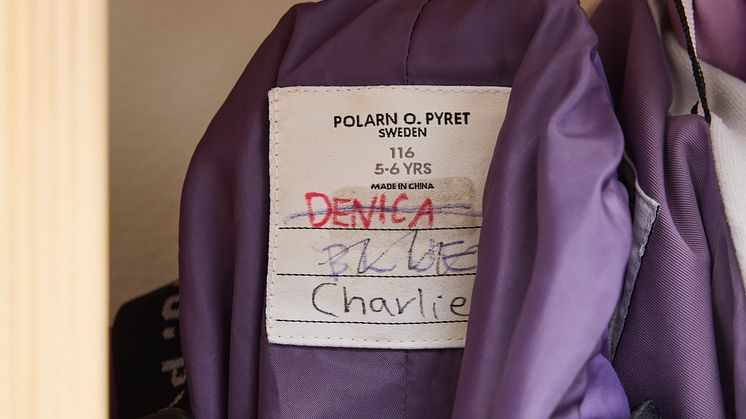 POLARN O. PYRET
SWEDEN
116
5-6 YRS
MADE IN CHINA
DENICA
BLUE
Charlie